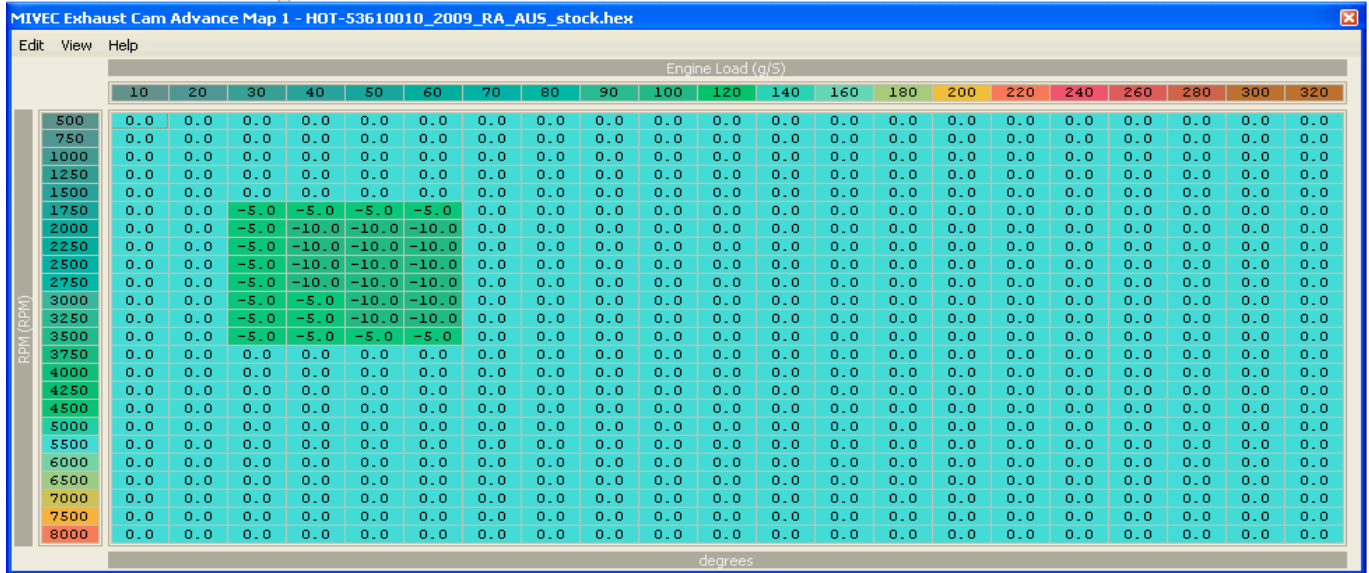 MIVEC Exhaust Cam Advance Map 1 - HOT-53610010_2009_RA_AUS_stock.hex
Edit View Help
Engine Load (g/S)
10 20 30 40 50 60 70 80 90 100 120 140 160 180 200 220 240 260 280 300 320
RPM (RPM)
500 0.0 0.0 0.0 0.0 0.0 0.0 0.0 0.0 0.0 0.0 0.0 0.0 0.0 0.0 0.0 0.0 0.0 0.0 0.0 0.0 0.0
750 0.0 0.0 0.0 0.0 0.0 0.0 0.0 0.0 0.0 0.0 0.0 0.0 0.0 0.0 0.0 0.0 0.0 0.0 0.0 0.0 0.0
1000 0.0 0.0 0.0 0.0 0.0 0.0 0.0 0.0 0.0 0.0 0.0 0.0 0.0 0.0 0.0 0.0 0.0 0.0 0.0 0.0 0.0
1250 0.0 0.0 0.0 0.0 0.0 0.0 0.0 0.0 0.0 0.0 0.0 0.0 0.0 0.0 0.0 0.0 0.0 0.0 0.0 0.0 0.0
1500 0.0 0.0 0.0 0.0 0.0 0.0 0.0 0.0 0.0 0.0 0.0 0.0 0.0 0.0 0.0 0.0 0.0 0.0 0.0 0.0 0.0
1750 0.0 0.0 -5.0 -5.0 -5.0 -5.0 0.0 0.0 0.0 0.0 0.0 0.0 0.0 0.0 0.0 0.0 0.0 0.0 0.0 0.0 0.0
2000 0.0 0.0 -5.0 -10.0 -10.0 -10.0 0.0 0.0 0.0 0.0 0.0 0.0 0.0 0.0 0.0 0.0 0.0 0.0 0.0 0.0 0.0
2250 0.0 0.0 -5.0 -10.0 -10.0 -10.0 0.0 0.0 0.0 0.0 0.0 0.0 0.0 0.0 0.0 0.0 0.0 0.0 0.0 0.0 0.0
2500 0.0 0.0 -5.0 -10.0 -10.0 -10.0 0.0 0.0 0.0 0.0 0.0 0.0 0.0 0.0 0.0 0.0 0.0 0.0 0.0 0.0 0.0
2750 0.0 0.0 -5.0 -10.0 -10.0 -10.0 0.0 0.0 0.0 0.0 0.0 0.0 0.0 0.0 0.0 0.0 0.0 0.0 0.0 0.0 0.0
3000 0.0 0.0 -5.0 -5.0 -10.0 -10.0 0.0 0.0 0.0 0.0 0.0 0.0 0.0 0.0 0.0 0.0 0.0 0.0 0.0 0.0 0.0
3250 0.0 0.0 -5.0 -5.0 -10.0 -10.0 0.0 0.0 0.0 0.0 0.0 0.0 0.0 0.0 0.0 0.0 0.0 0.0 0.0 0.0 0.0
3500 0.0 0.0 -5.0 -5.0 -5.0 -5.0 0.0 0.0 0.0 0.0 0.0 0.0 0.0 0.0 0.0 0.0 0.0 0.0 0.0 0.0 0.0
3750 0.0 0.0 0.0 0.0 0.0 0.0 0.0 0.0 0.0 0.0 0.0 0.0 0.0 0.0 0.0 0.0 0.0 0.0 0.0 0.0 0.0
4000 0.0 0.0 0.0 0.0 0.0 0.0 0.0 0.0 0.0 0.0 0.0 0.0 0.0 0.0 0.0 0.0 0.0 0.0 0.0 0.0 0.0
4250 0.0 0.0 0.0 0.0 0.0 0.0 0.0 0.0 0.0 0.0 0.0 0.0 0.0 0.0 0.0 0.0 0.0 0.0 0.0 0.0 0.0
4500 0.0 0.0 0.0 0.0 0.0 0.0 0.0 0.0 0.0 0.0 0.0 0.0 0.0 0.0 0.0 0.0 0.0 0.0 0.0 0.0 0.0
5000 0.0 0.0 0.0 0.0 0.0 0.0 0.0 0.0 0.0 0.0 0.0 0.0 0.0 0.0 0.0 0.0 0.0 0.0 0.0 0.0 0.0
5500 0.0 0.0 0.0 0.0 0.0 0.0 0.0 0.0 0.0 0.0 0.0 0.0 0.0 0.0 0.0 0.0 0.0 0.0 0.0 0.0 0.0
6000 0.0 0.0 0.0 0.0 0.0 0.0 0.0 0.0 0.0 0.0 0.0 0.0 0.0 0.0 0.0 0.0 0.0 0.0 0.0 0.0 0.0
6500 0.0 0.0 0.0 0.0 0.0 0.0 0.0 0.0 0.0 0.0 0.0 0.0 0.0 0.0 0.0 0.0 0.0 0.0 0.0 0.0 0.0
7000 0.0 0.0 0.0 0.0 0.0 0.0 0.0 0.0 0.0 0.0 0.0 0.0 0.0 0.0 0.0 0.0 0.0 0.0 0.0 0.0 0.0
7500 0.0 0.0 0.0 0.0 0.0 0.0 0.0 0.0 0.0 0.0 0.0 0.0 0.0 0.0 0.0 0.0 0.0 0.0 0.0 0.0 0.0
8000 0.0 0.0 0.0 0.0 0.0 0.0 0.0 0.0 0.0 0.0 0.0 0.0 0.0 0.0 0.0 0.0 0.0 0.0 0.0 0.0 0.0
degrees